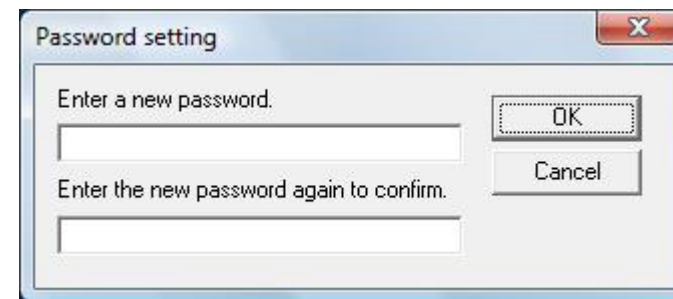 Password setting
Enter a new password.
OK
Cancel
Enter the new password again to confirm.